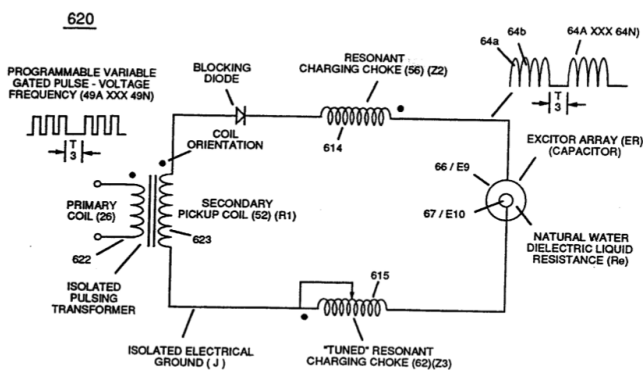 620
64a
64b
64A XXX 64N)
T
3
PROGRAMMABLE VARIABLE
GATED PULSE - VOLTAGE
FREQUENCY (49A XXX 49N)
T
3
BLOCKING
DIODE
RESONANT
CHARGING CHOKE (56) (Z2)
614
COIL
ORIENTATION
EXCITOR ARRAY (ER)
(CAPACITOR)
66 / E9
67 / E10
PRIMARY
COIL (26)
622
SECONDARY
PICKUP COIL (52) (R1)
623
NATURAL WATER
DIELECTRIC LIQUID
RESISTANCE (Re)
ISOLATED
PULSING
TRANSFORMER
615
ISOLATED ELECTRICAL
GROUND ( J )
"TUNED" RESONANT
CHARGING CHOKE (62)(Z3)